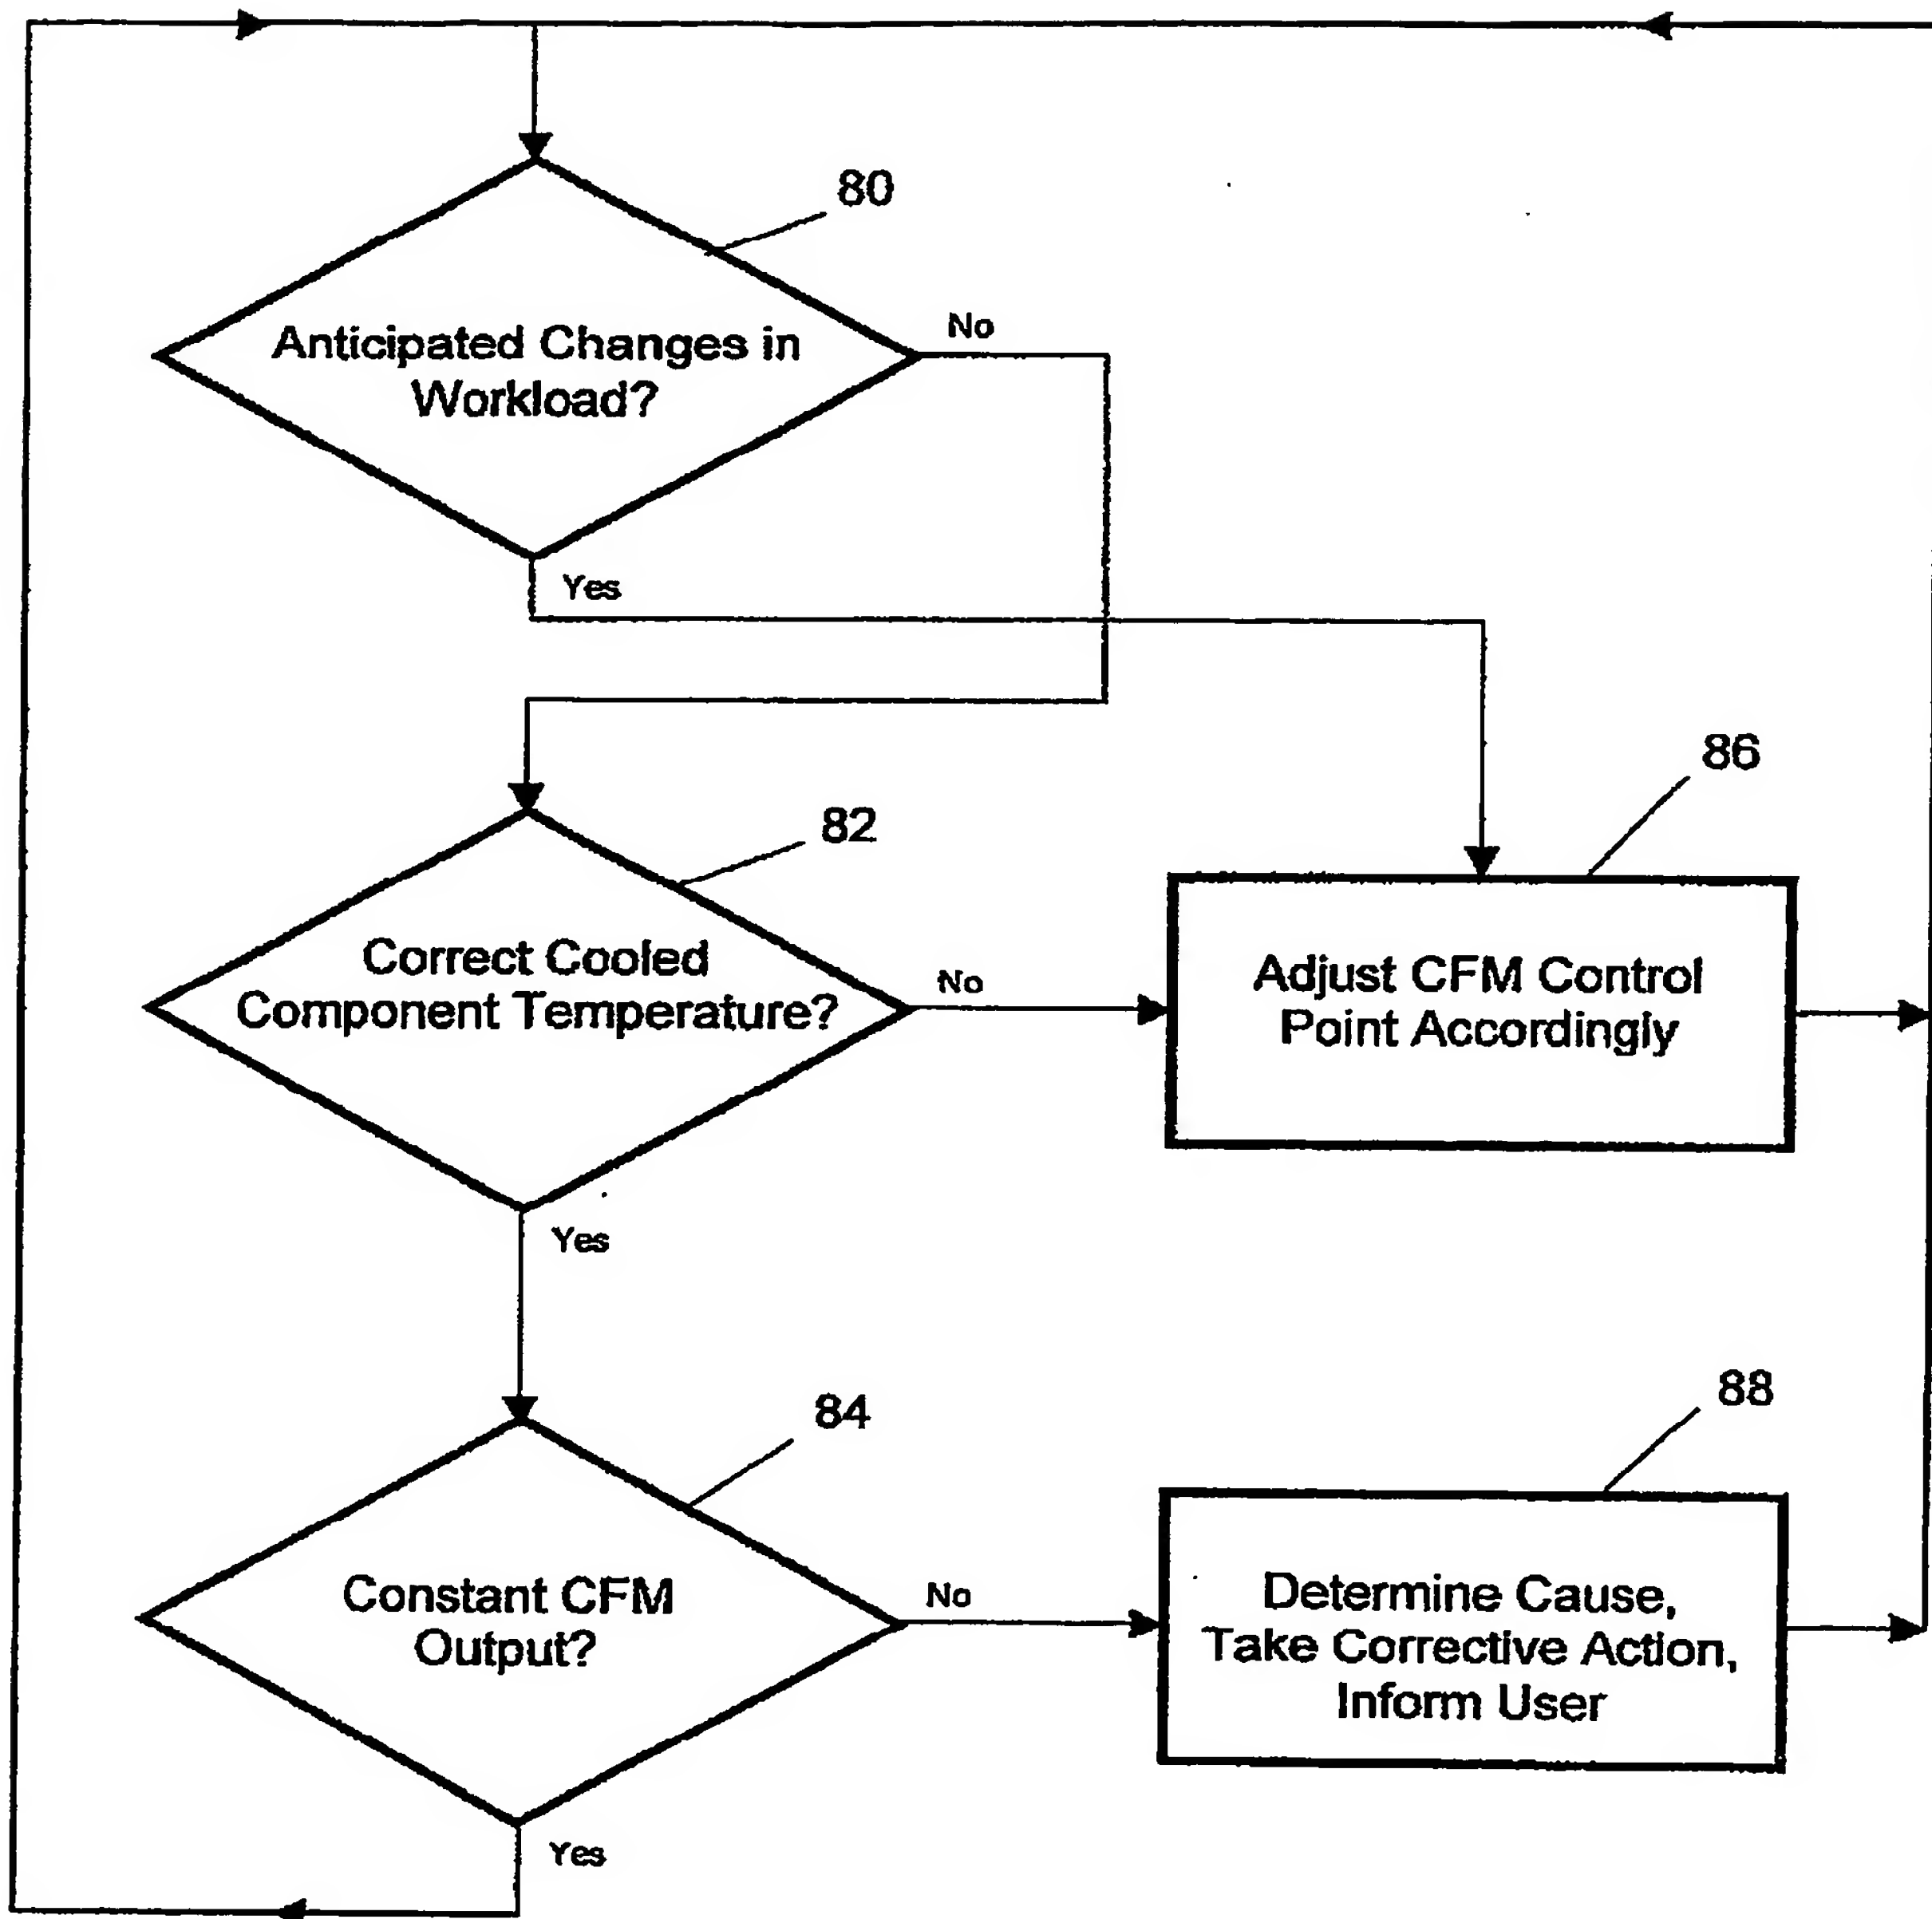 80
Anticipated Changes in
Workload?
No
Yes
86
82
Correct Cooled
Component Temperature?
No
Adjust CFM Control
Point Accordingly
Yes
88
84
Constant CFM
Output?
No
Determine Cause,
Take Corrective Action,
Inform User
Yes